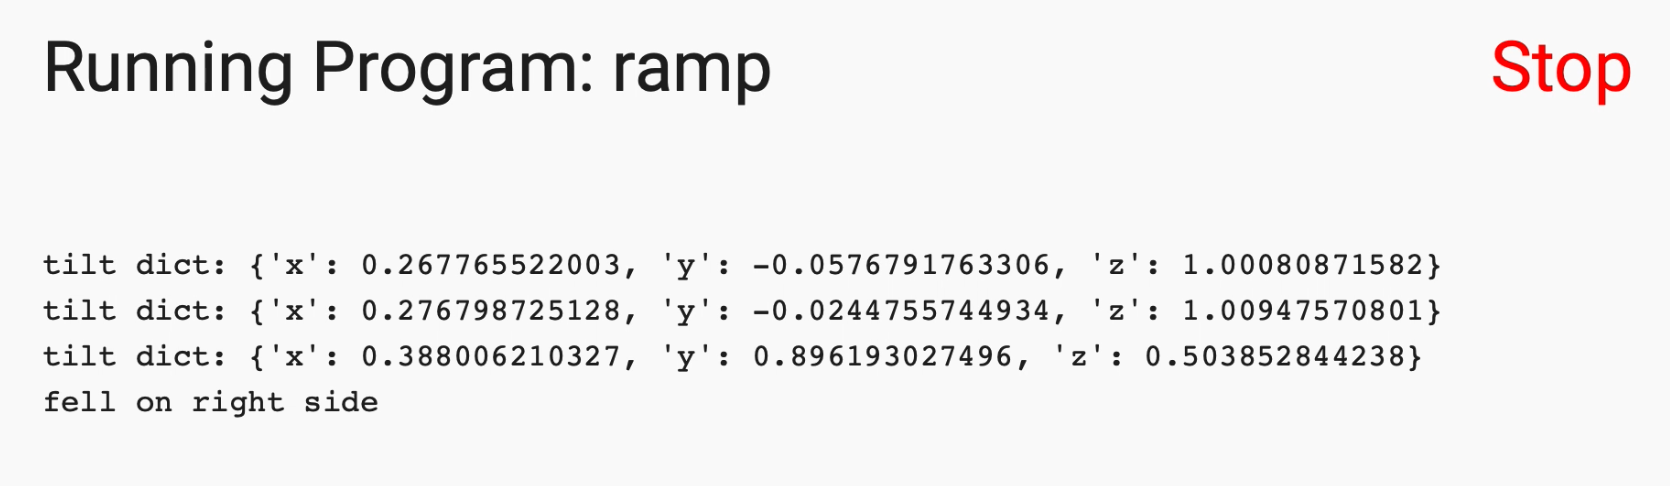 Running Program: ramp
Stop
tilt dict: {'x': 0.267765522003, 'y': -0.0576791763306, 'z': 1.00080871582}
tilt dict: {'x': 0.276798725128, 'y': -0.0244755744934, 'z': 1.00947570801}
tilt dict: {'x': 0.388006210327, 'y': 0.896193027496, 'z': 0.503852844238}
fell on right side